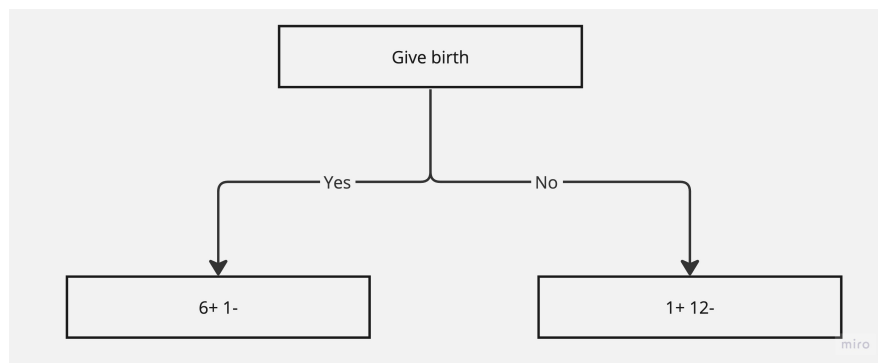 Give birth
Yes
No
6+ 1-
1+ 12-
miro